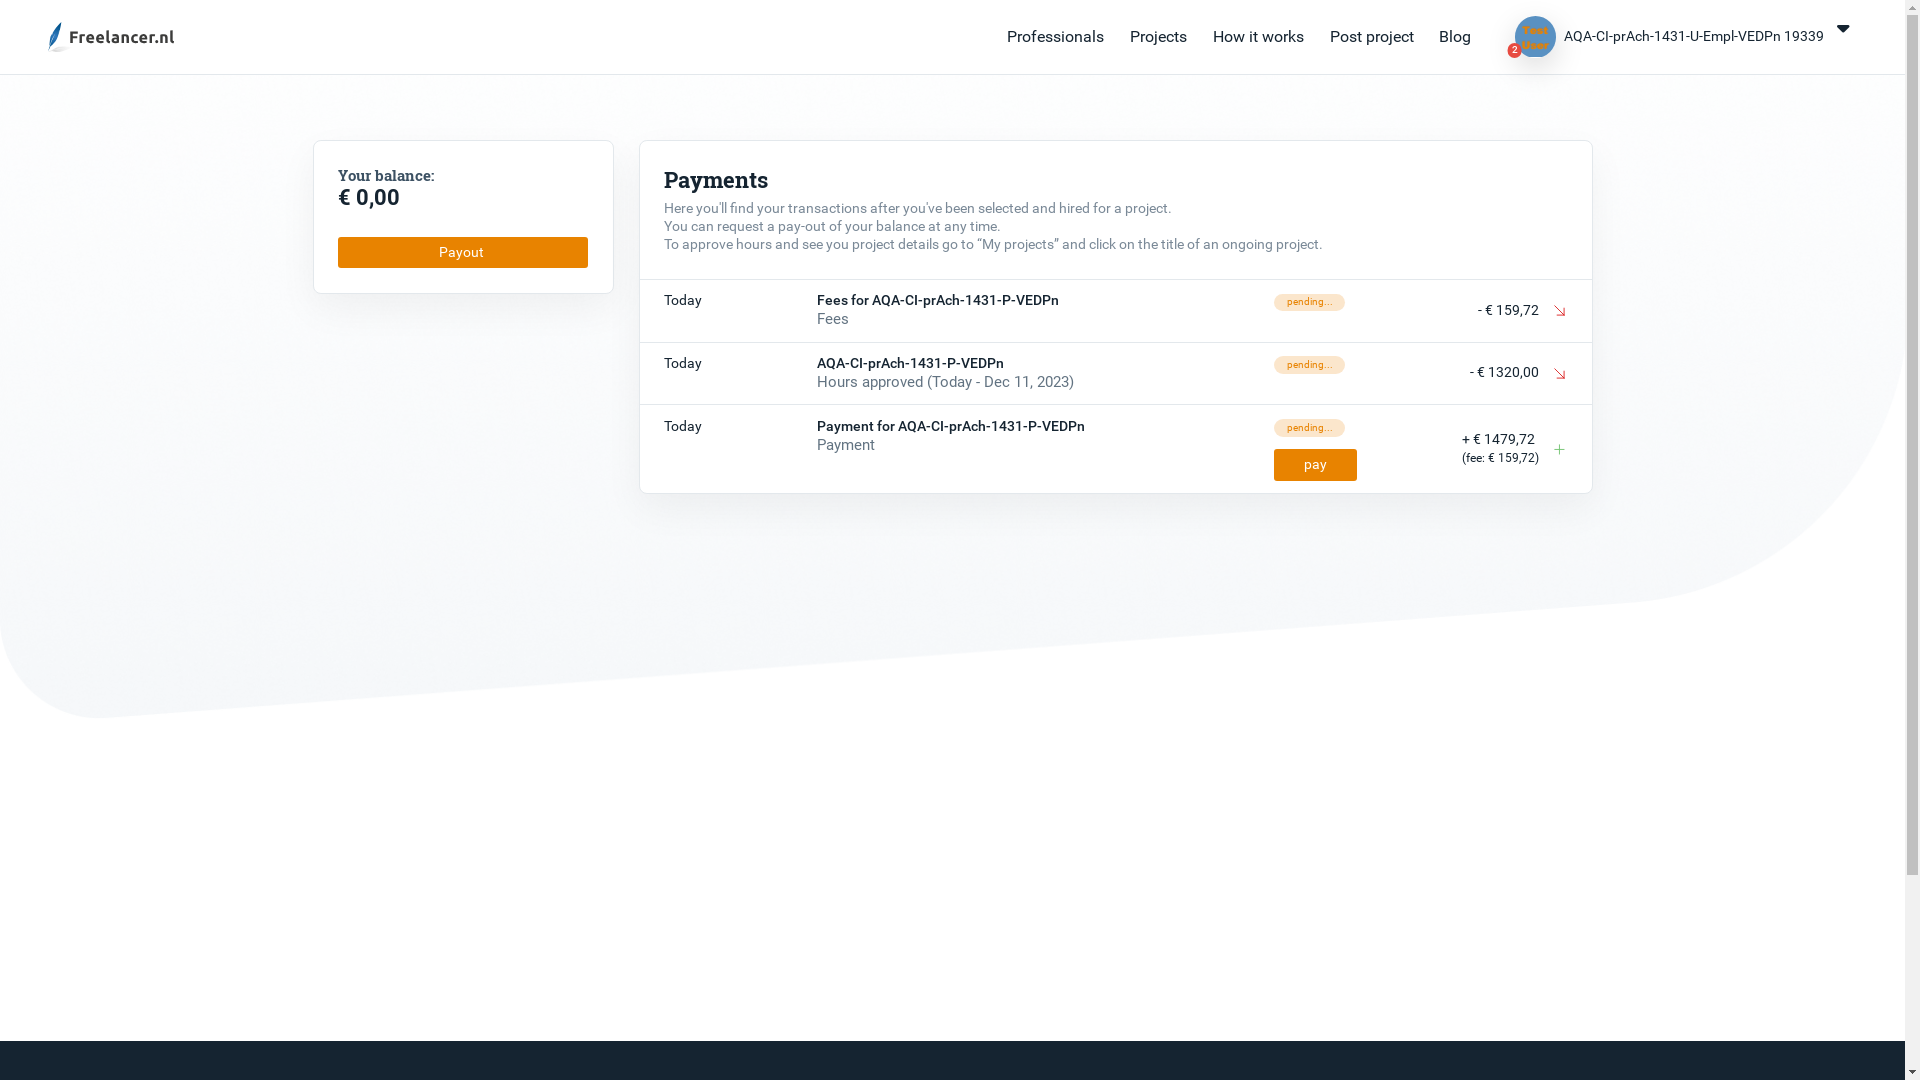 Freelancer.nl
Professionals
Projects
How it works
Post project
Blog
Test
User
2
AQA-CI-prAch-1431-U-Empl-VEDPn 19339
Your balance:
€ 0,00
Payout
Payments
Here you'll find your transactions after you've been selected and hired for a project.
You can request a pay-out of your balance at any time.
To approve hours and see you project details go to “My projects” and click on the title of an ongoing project.
Today
Fees for AQA-CI-prAch-1431-P-VEDPn
Fees
pending...
- € 159,72
Today
AQA-CI-prAch-1431-P-VEDPn
Hours approved (Today - Dec 11, 2023)
pending...
- € 1320,00
Today
Payment for AQA-CI-prAch-1431-P-VEDPn
Payment
pending...
pay
+ € 1479,72
(fee: € 159,72)